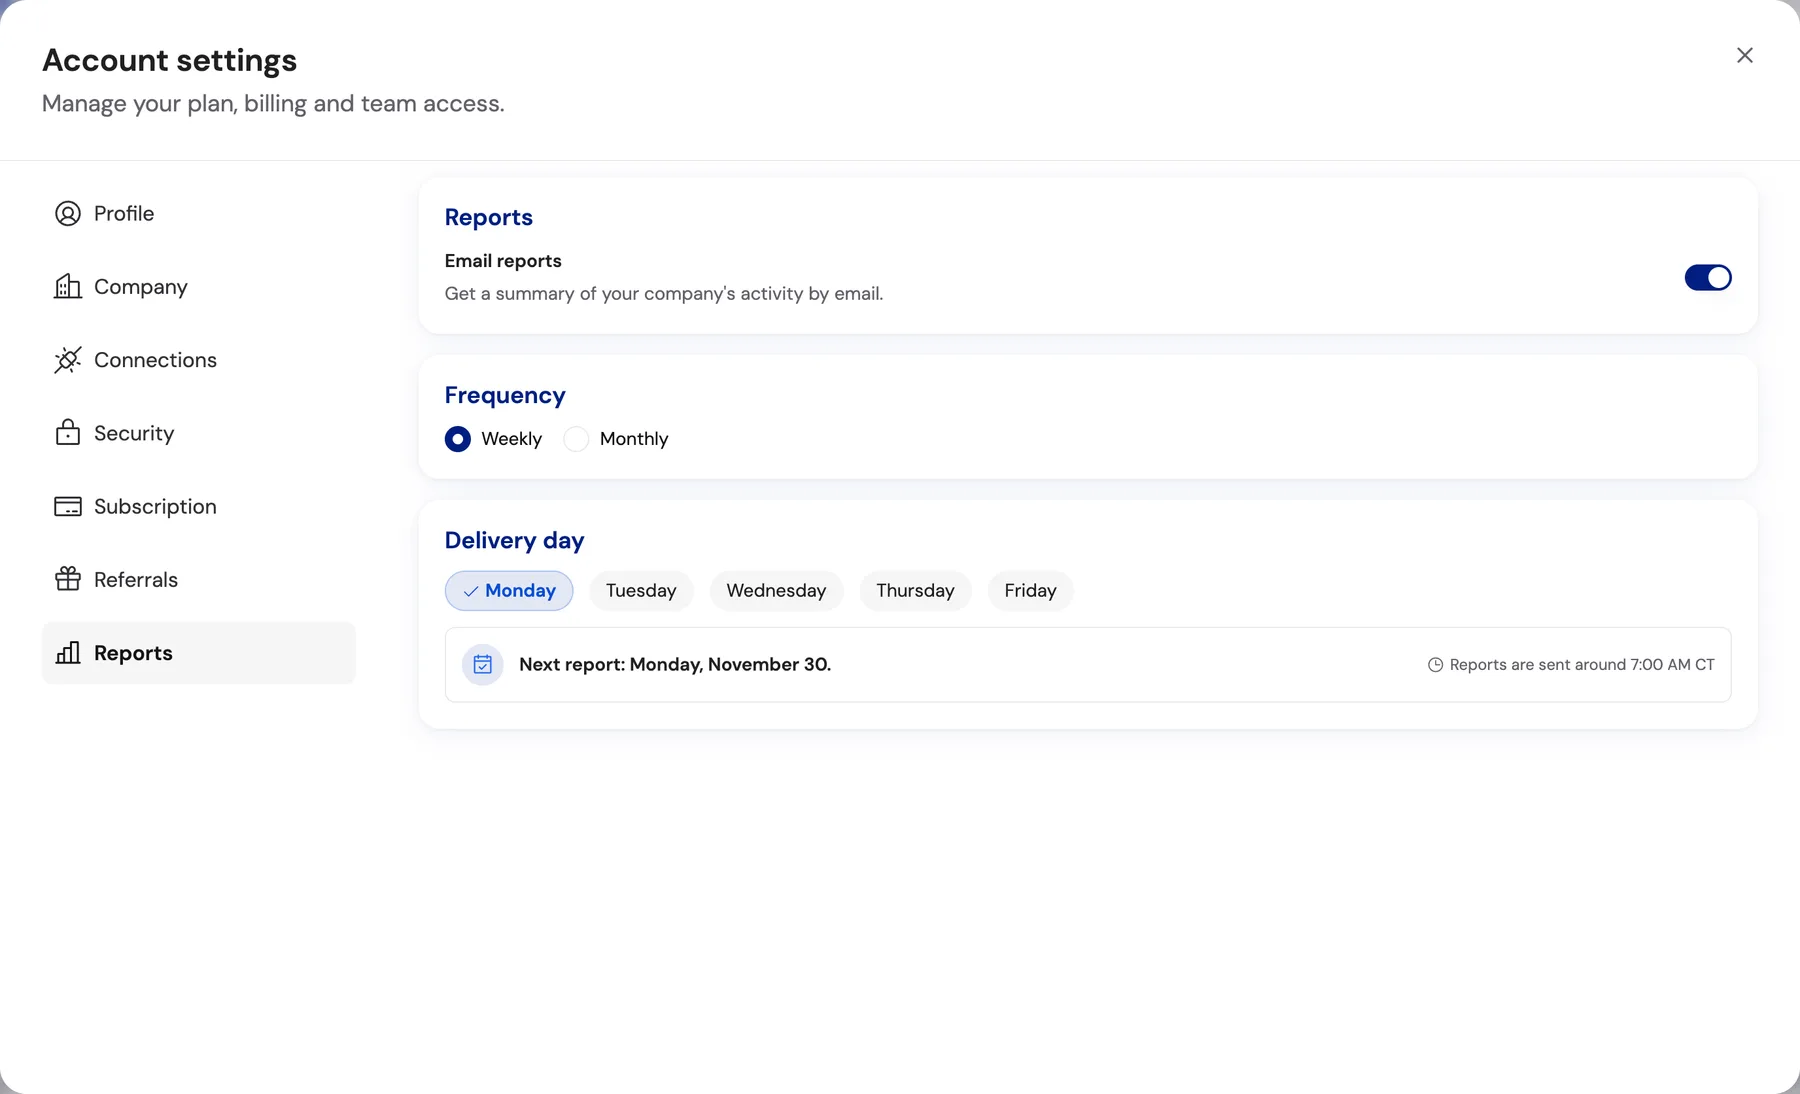 Account settings
Manage your plan, billing and team access.
Profile
Company
Connections
Security
Subscription
Referrals
Reports
Reports
Email reports
Get a summary of your company's activity by email.
Frequency
Weekly
Monthly
Delivery day
Monday
Tuesday
Wednesday
Thursday
Friday
Next report: Monday, November 30.
Reports are sent around 7:00 AM CT